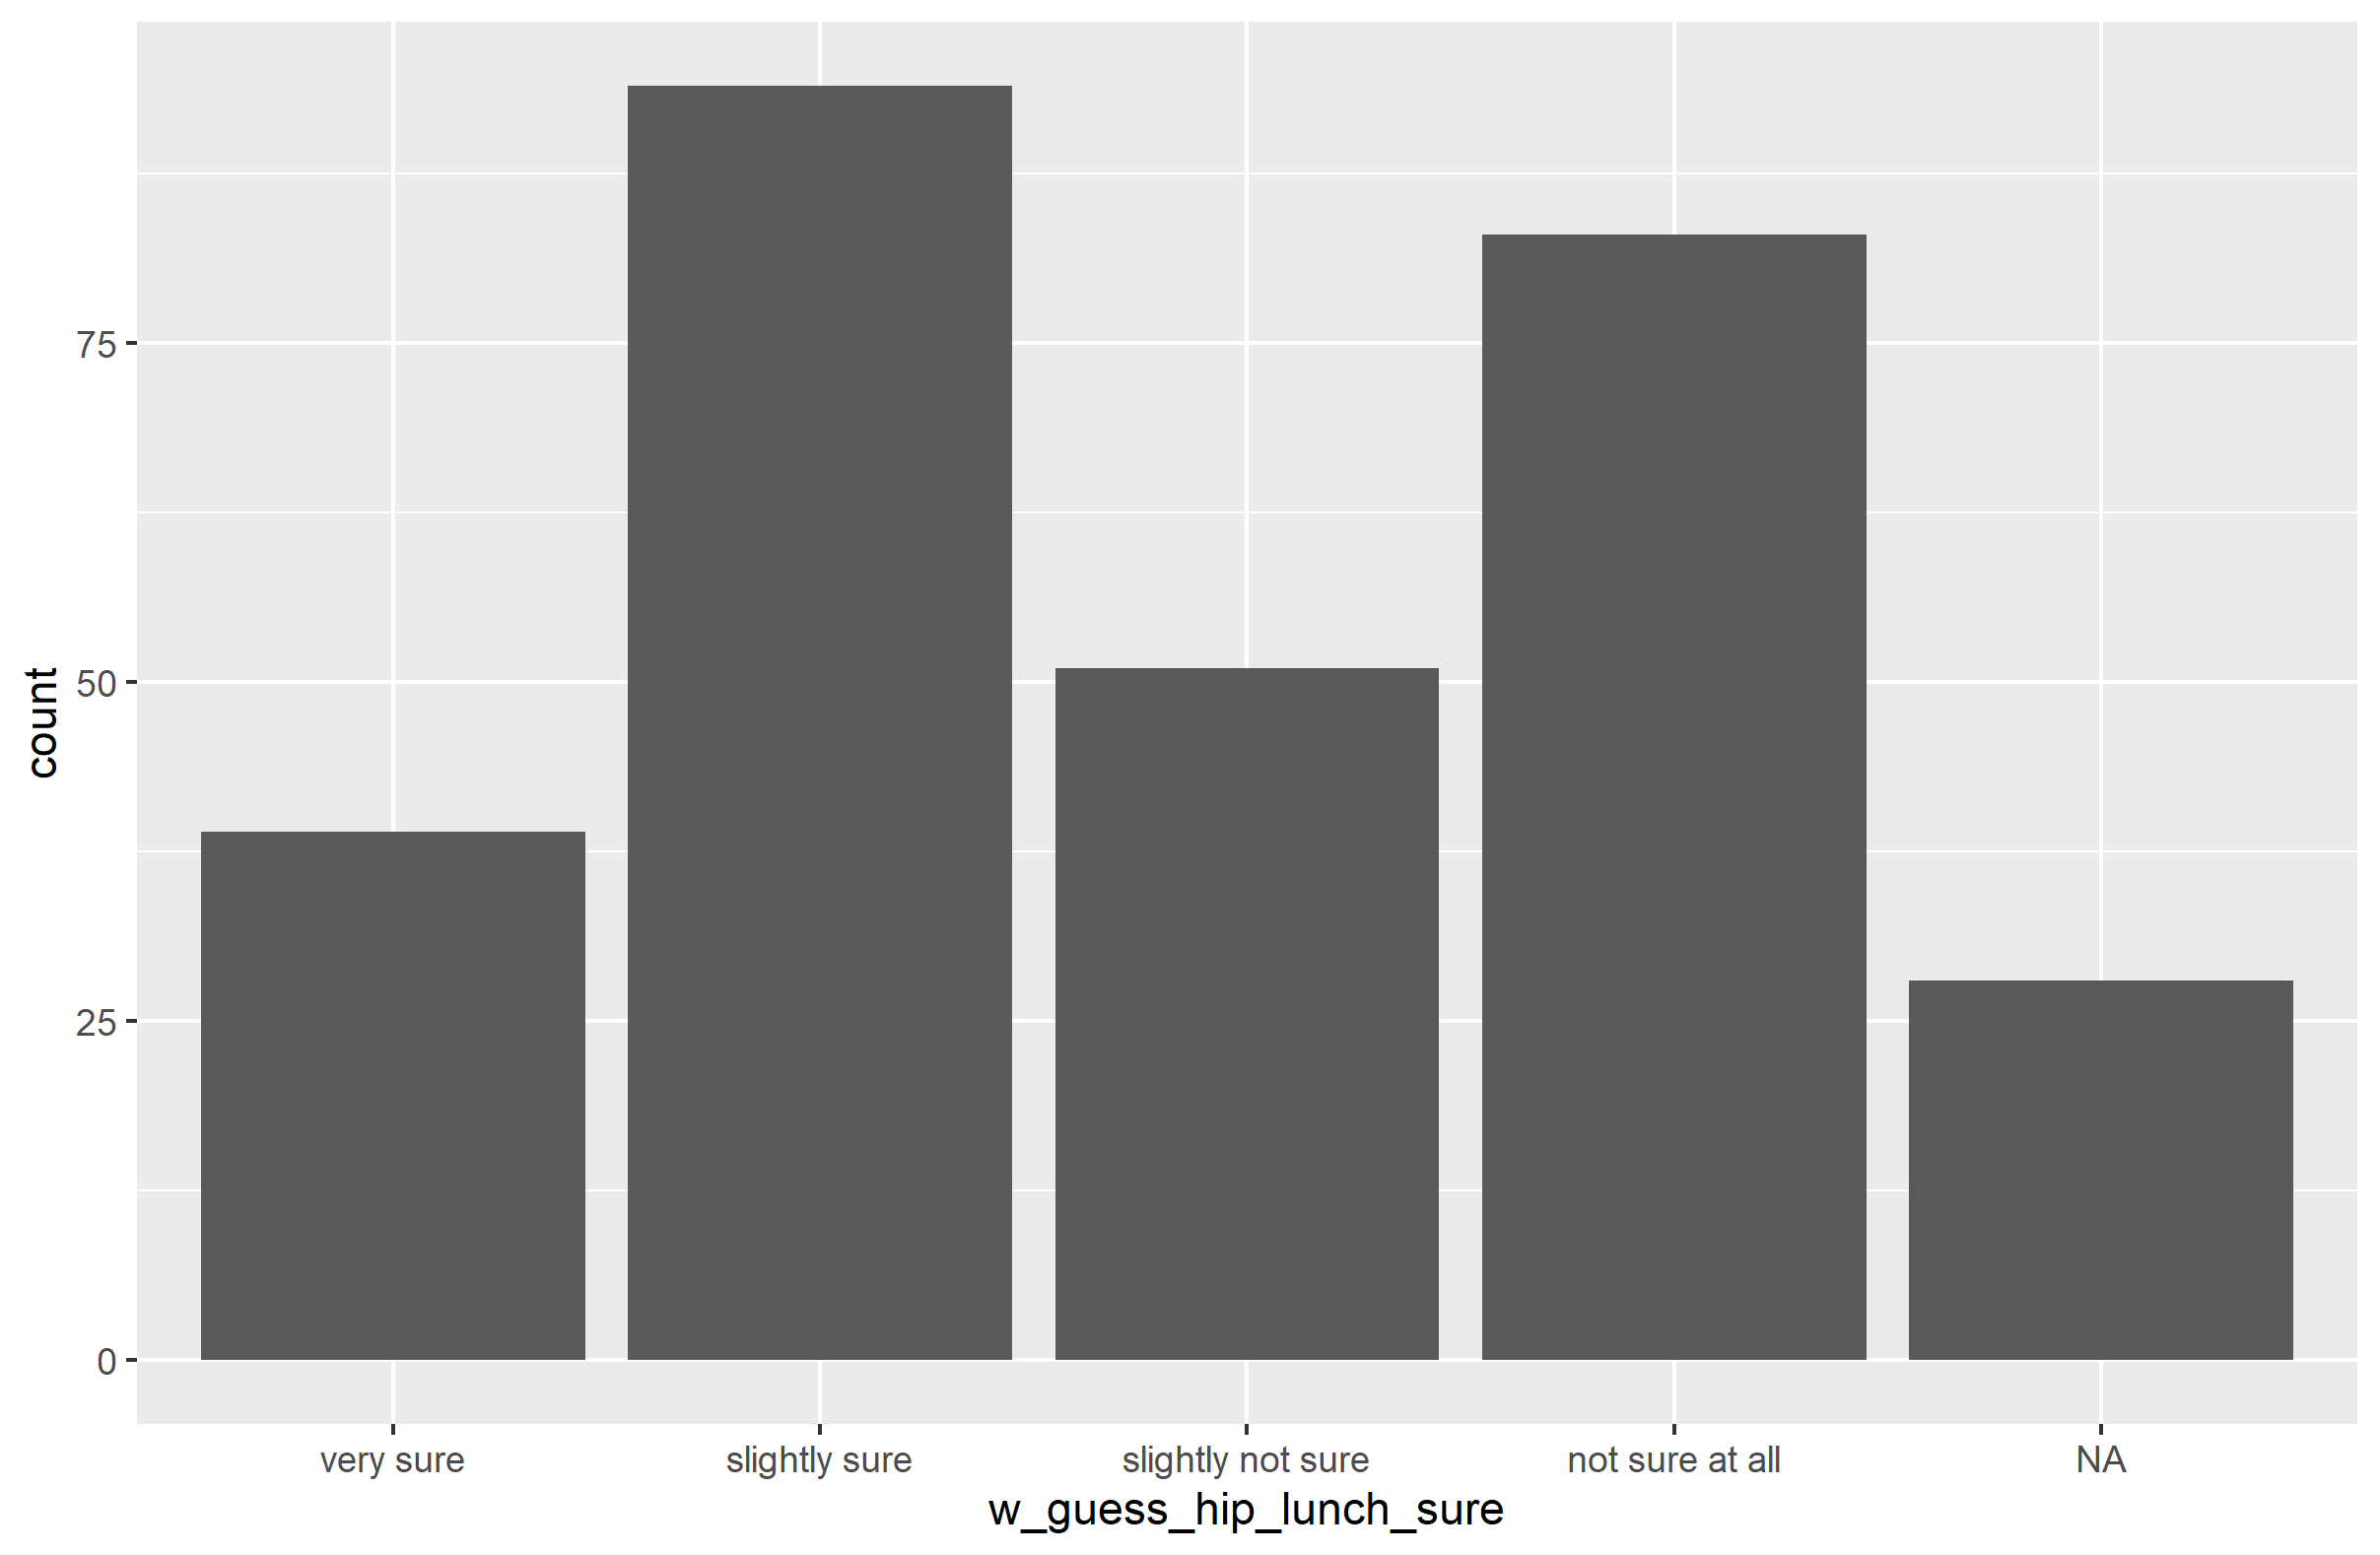 75
50
25
0
count
very sure slightly sure slightly not sure not sure at all NA
w_guess_hip_lunch_sure